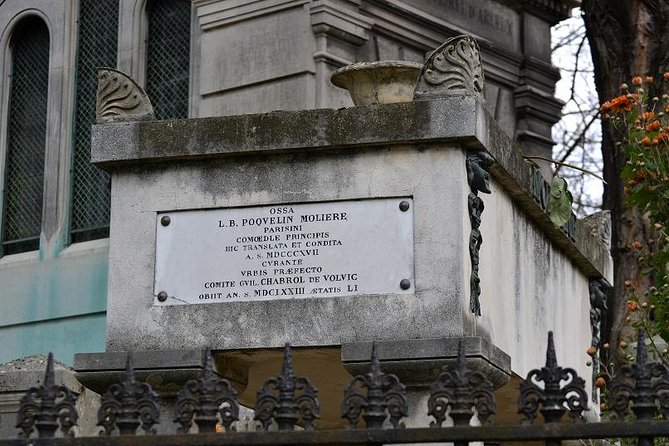 OSSA
L. B. POQVELIN MOLIERE
PARISINI
COMŒDLE PRINCIPIS
HIC TRANSLATA ET CONDITA
A. S. MDCCCXVII
CVRANTE
VRBIS PRÆFECTO
COMITE GVIL. CHABROL DE VOLVIC
OBIIT AN. S. MDCLXXIII ÆTATIS LI